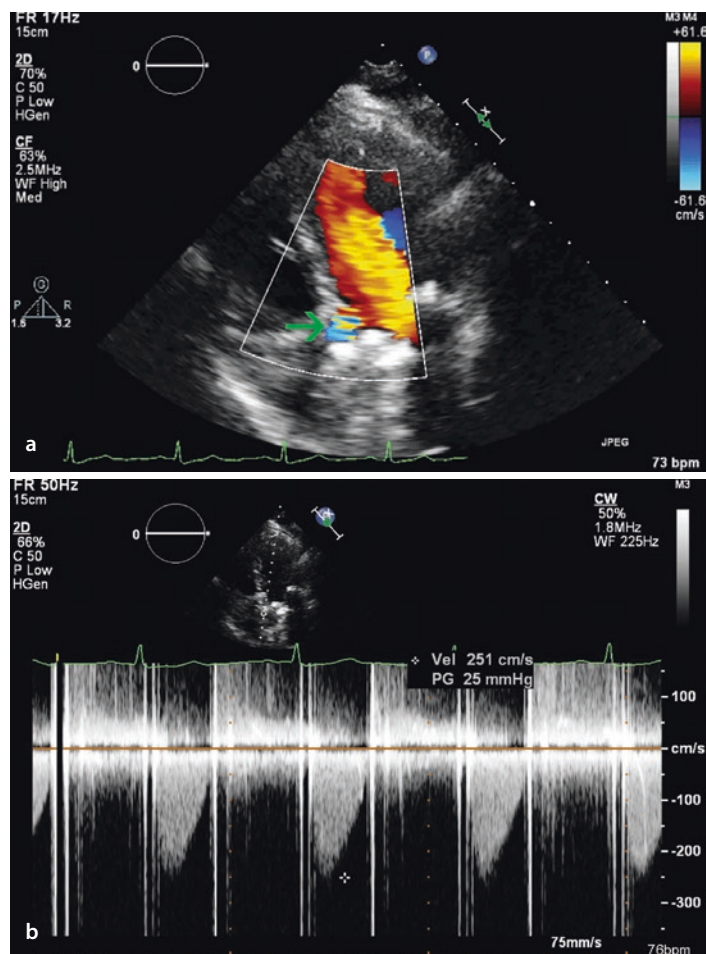 FR 17Hz
15cm
2D
70%
C 50
P Low
HGen
CF
63%
2.5MHz
WF High
Med
0
P
G
P R
1.6 3.2
x
M3 M4
+61.6
-61.6
cm/s
a
JPEG
73 bpm
FR 50Hz
15cm
2D
66%
C 50
P Low
HGen
0
M3
CW
50%
1.8MHz
WF 225Hz
Vel 251 cm/s
PG 25 mmHg
100
cm/s
-100
-200
-300
b
75mm/s
76bpm